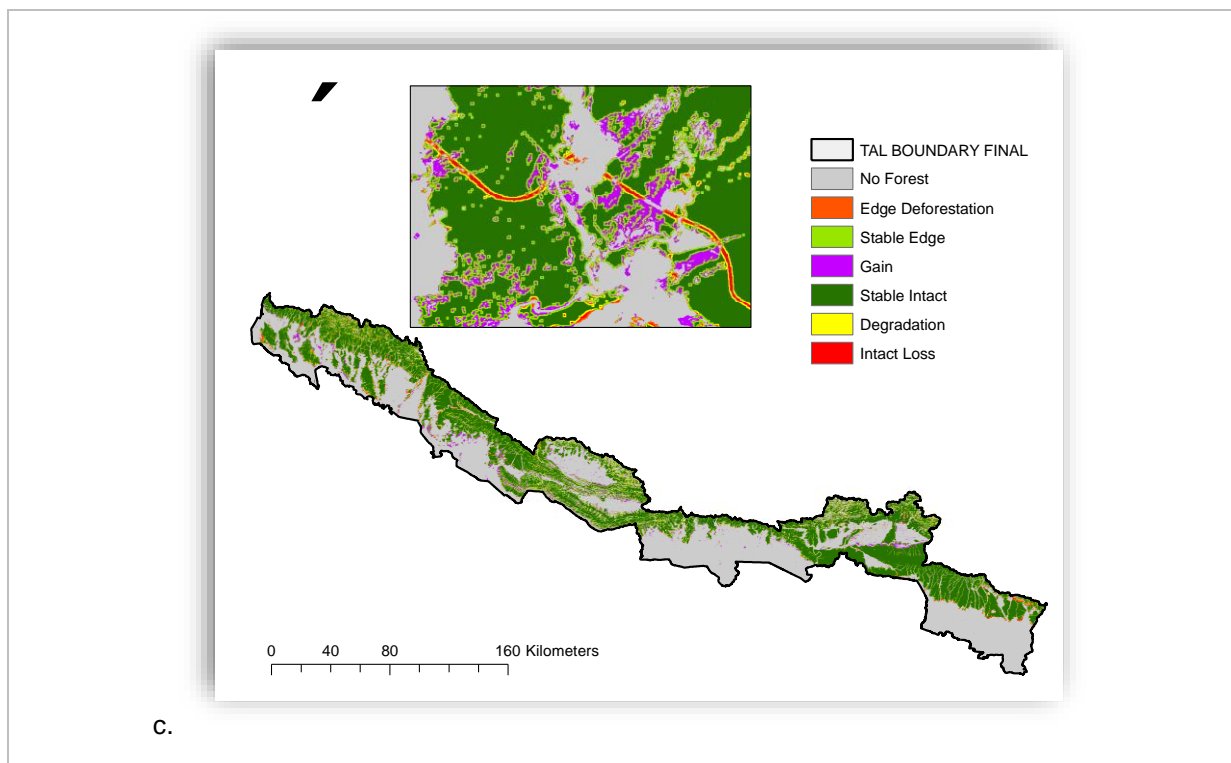 TAL BOUNDARY FINAL
No Forest
Edge Deforestation
Stable Edge
Gain
Stable Intact
Degradation
Intact Loss
0 40 80 160 Kilometers
c.